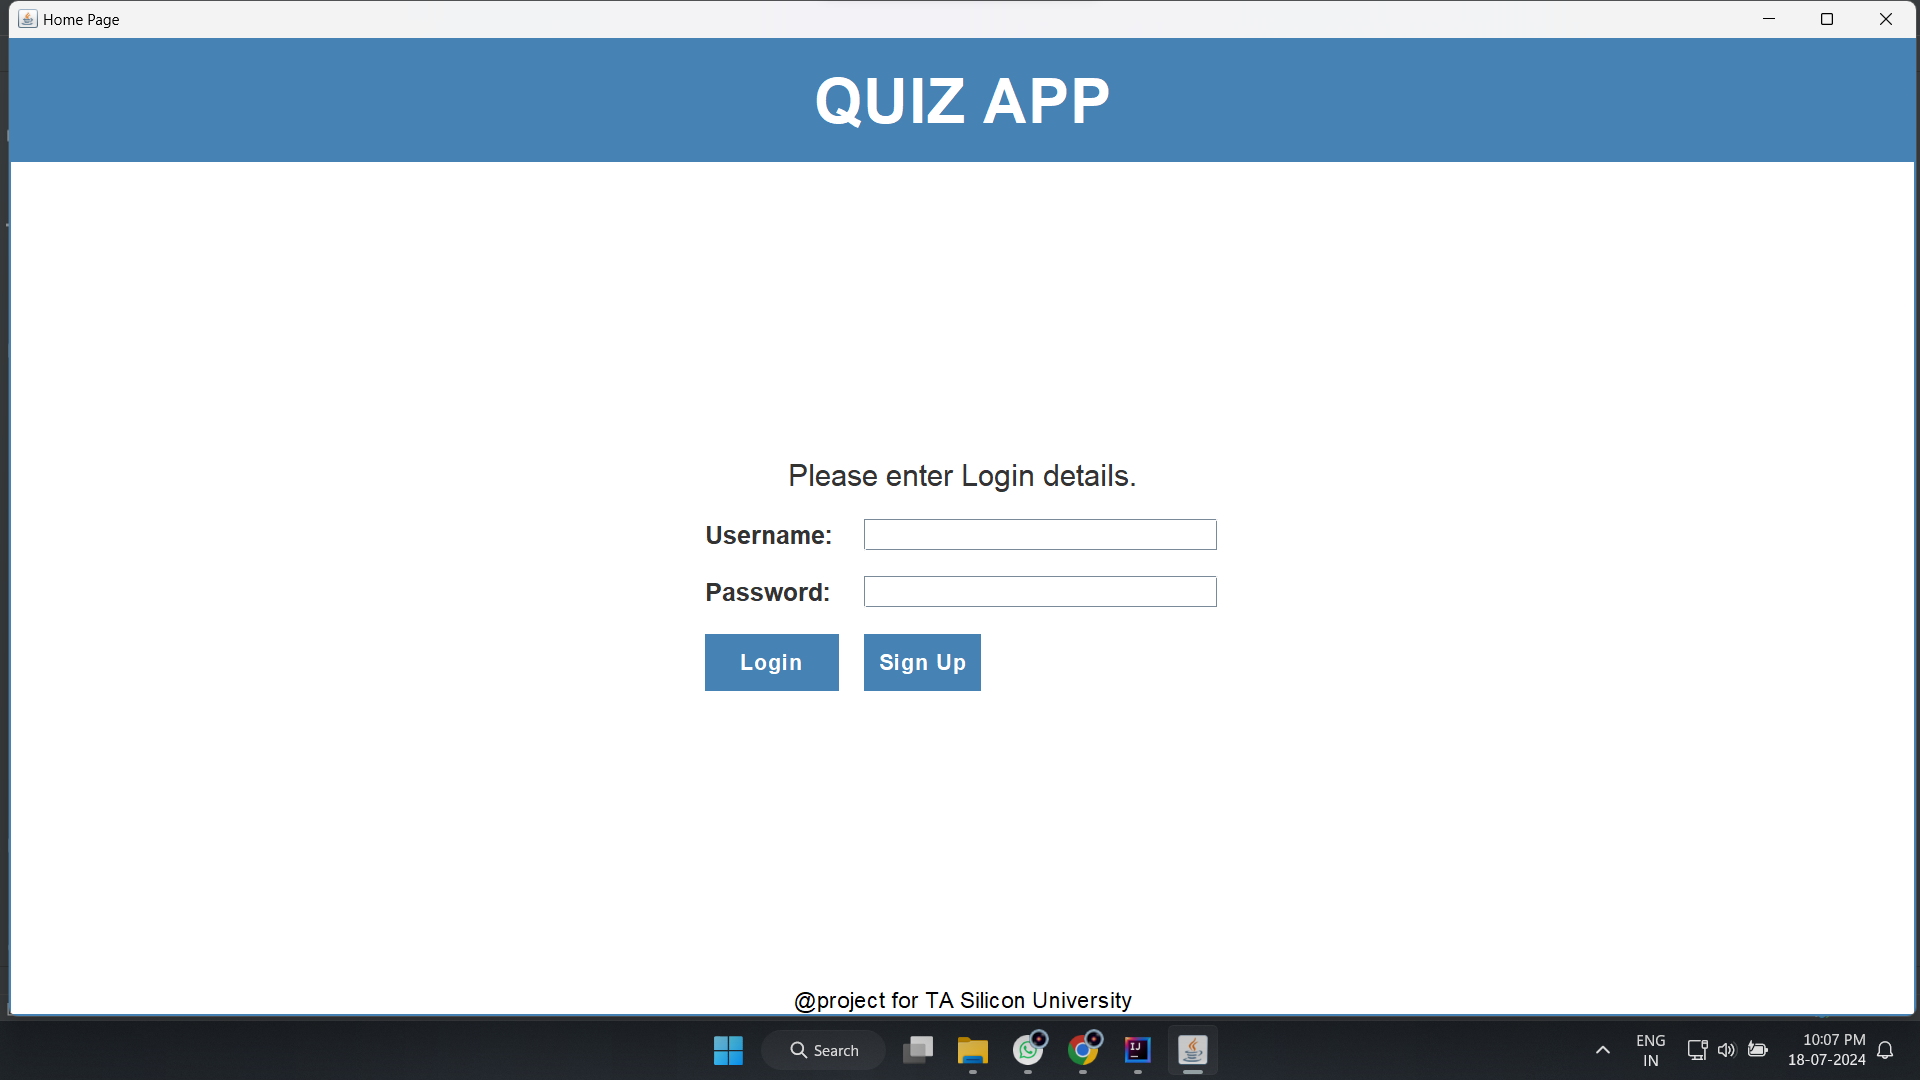 Home Page
QUIZ APP
Please enter Login details.
Username:
Password:
Login Sign Up
@project for TA Silicon University
Search
IJ
ENG
IN
10:07 PM
18-07-2024